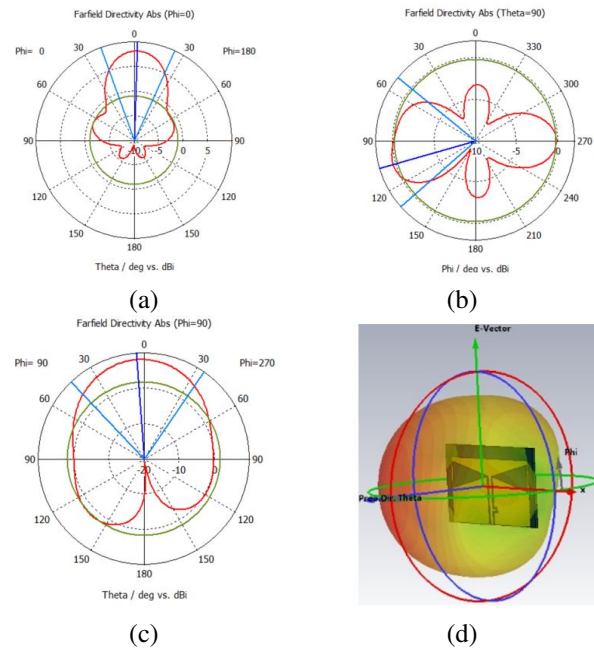 Farfield Directivity Abs (Phi=0)
Phi= 0
0
Phi=180
30
30
60
60
90
-10
-5
0
5
90
120
120
150
150
180
Theta / deg vs. dBi
(a)
Farfield Directivity Abs (Theta=90)
0
30
330
60
300
90
-10
0
270
120
240
150
210
180
Phi / deg vs. dBi
(b)
Farfield Directivity Abs (Phi=90)
Phi= 90
0
Phi=270
30
30
60
60
90
-20
-10
0
90
120
120
150
150
180
Theta / deg vs. dBi
(c)
E-Vector
Phi
x
Theta
(d)